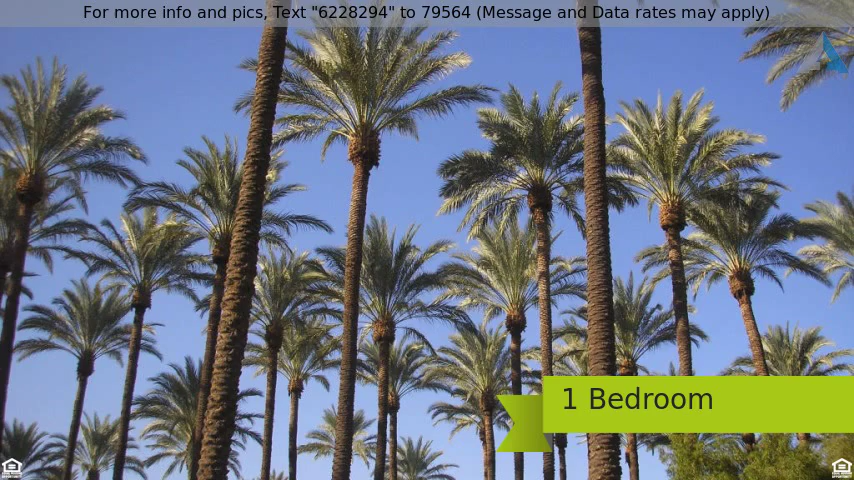 For more info and pics, Text "6228294" to 79564 (Message and Data rates may apply)
1 Bedroom